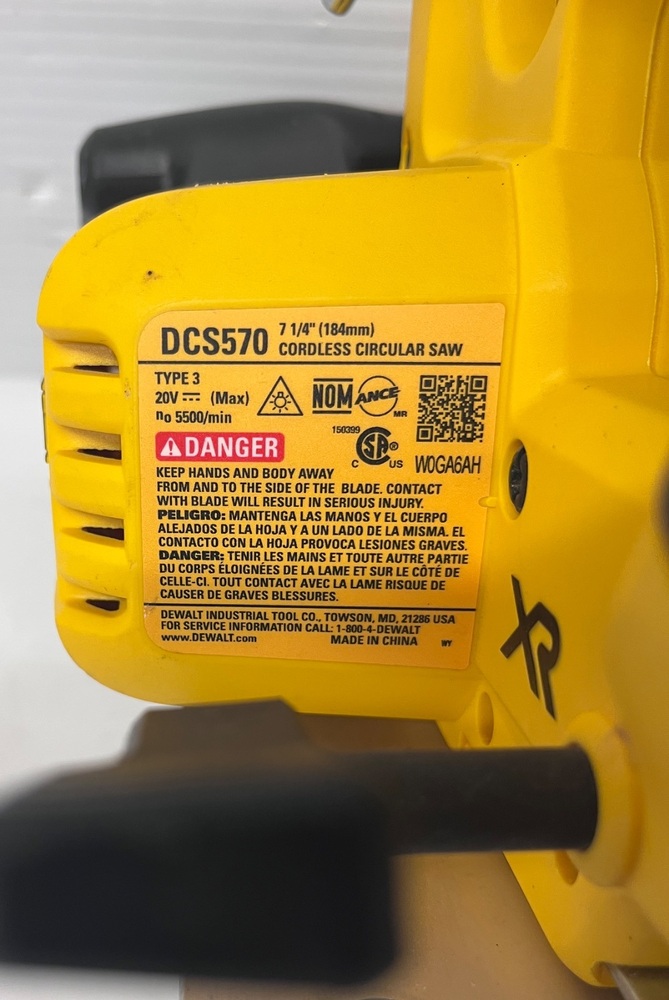 DCS570 7 1/4" (184mm)
CORDLESS CIRCULAR SAW
TYPE 3
20V (Max)
no 5500/min
NOM ANCE MR
150399
C SA ® C US
W0GA6AH
DANGER
KEEP HANDS AND BODY AWAY
FROM AND TO THE SIDE OF THE BLADE. CONTACT
WITH BLADE WILL RESULT IN SERIOUS INJURY.
PELIGRO: MANTENGA LAS MANOS Y EL CUERPO
ALEJADOS DE LA HOJA Y A UN LADO DE LA MISMA. EL
CONTACTO CON LA HOJA PROVOCA LESIONES GRAVES.
DANGER: TENIR LES MAINS ET TOUTE AUTRE PARTIE
DU CORPS ÉLOIGNÉES DE LA LAME ET SUR LE CÔTÉ DE
CELLE-CI. TOUT CONTACT AVEC LA LAME RISQUE DE
CAUSER DE GRAVES BLESSURES.
DEWALT INDUSTRIAL TOOL CO., TOWSON, MD, 21286 USA
FOR SERVICE INFORMATION CALL: 1-800-4-DEWALT
www.DEWALT.com MADE IN CHINA WY
XR